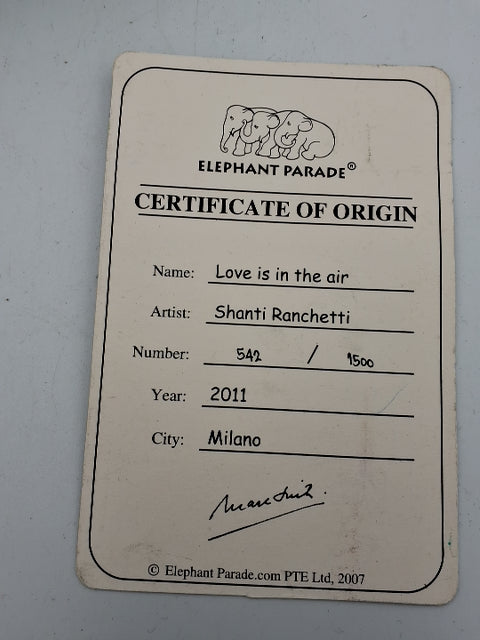 ELEPHANT PARADE®
CERTIFICATE OF ORIGIN
Name: Love is in the air
Artist: Shanti Ranchetti
Number: 542 / 1500
Year: 2011
City: Milano
© Elephant Parade.com PTE Ltd, 2007